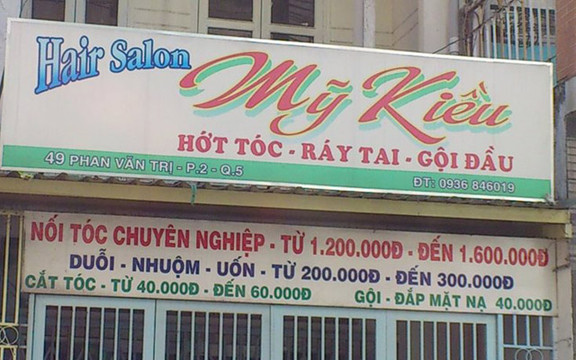 Hair Salon
Mỹ Kiều
HỚT TÓC - RÁY TAI - GỘI ĐẦU
49 PHAN VĂN TRỊ - P.2 - Q.5
ĐT: 0936 846019
NỐI TÓC CHUYÊN NGHIỆP - TỪ 1.200.000Đ - ĐẾN 1.600.000Đ
DUỖI - NHUỘM - UỐN - TỪ 200.000Đ - ĐẾN 300.000Đ
CẮT TÓC - TỪ 40.000Đ - ĐẾN 60.000Đ GỘI - ĐẮP MẶT NẠ 40.000Đ